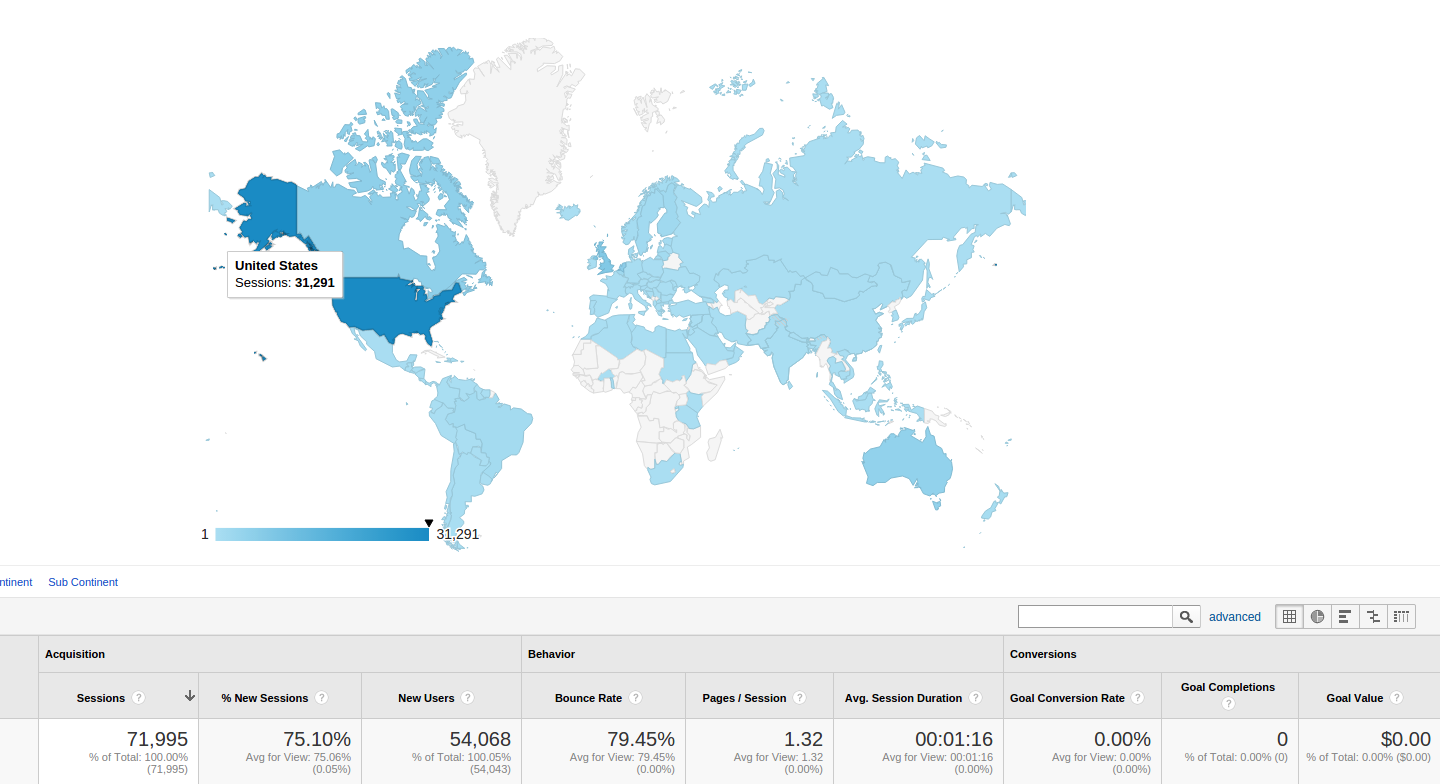 United States
Sessions: 31,291
1
31,291
ntinent Sub Continent
advanced
Acquisition Behavior Conversions
Sessions ? % New Sessions ? New Users ? Bounce Rate ? Pages / Session ? Avg. Session Duration ? Goal Conversion Rate ? Goal Completions ? Goal Value ?
71,995 75.10% 54,068 79.45% 1.32 00:01:16 0.00% 0 $0.00
% of Total: 100.00% Avg for View: 75.06% % of Total: 100.05% Avg for View: 79.45% Avg for View: 1.32 Avg for View: 00:01:16 Avg for View: 0.00% % of Total: 0.00% (0) % of Total: 0.00% ($0.00)
(71,995) (0.05%) (54,043) (0.00%) (0.00%) (0.00%) (0.00%)